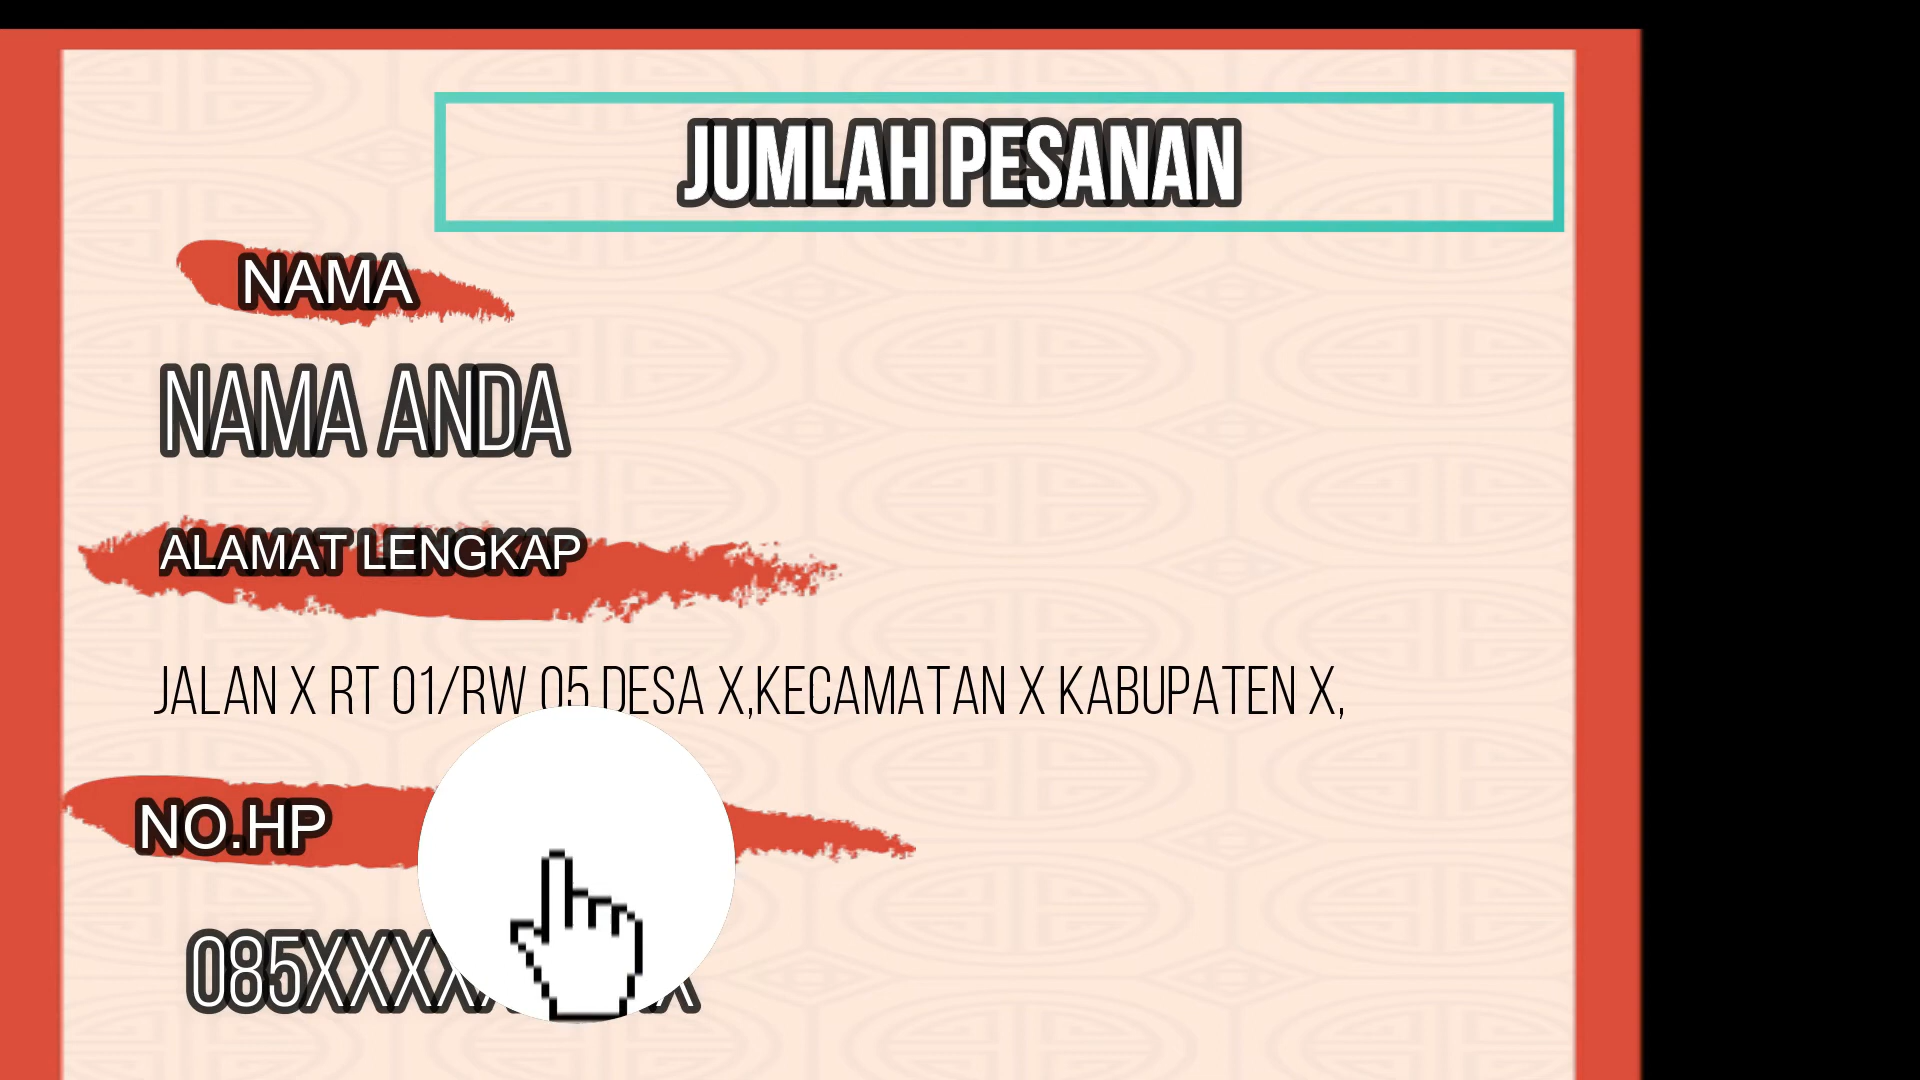 JUMLAH PESANAN
NAMA
NAMA ANDA
ALAMAT LENGKAP
JALAN X RT 01/RW 05 DESA X,KECAMATAN X KABUPATEN X,
NO.HP